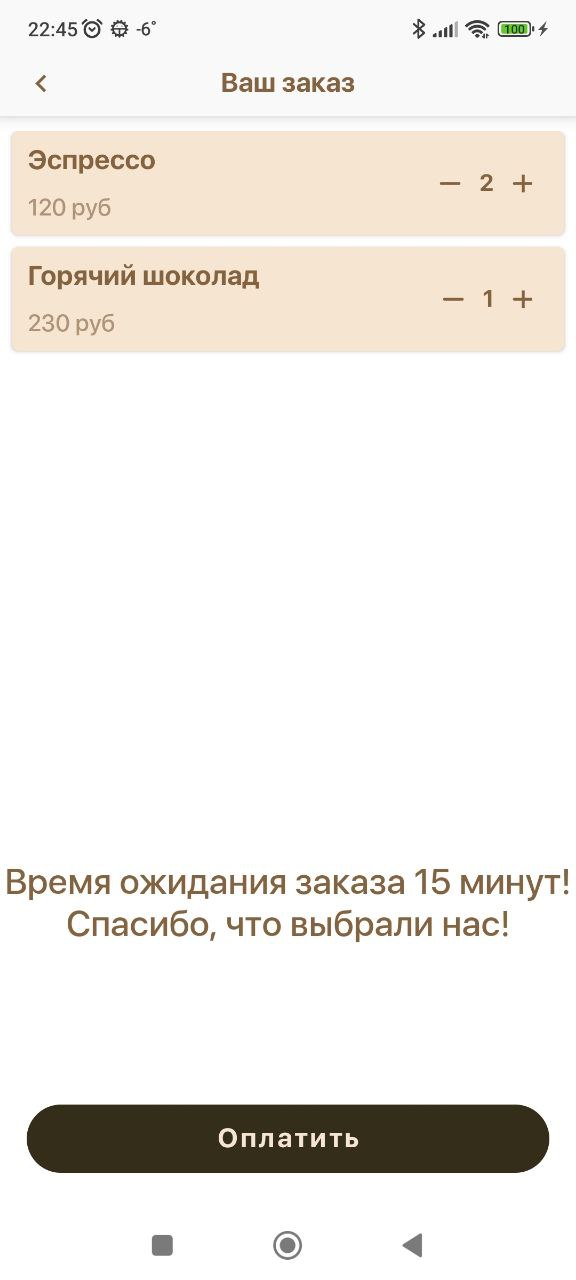 22:45 -6° 100
Ваш заказ
Эспрессо
120 руб
— 2 +
Горячий шоколад
230 руб
— 1 +
Время ожидания заказа 15 минут!
Спасибо, что выбрали нас!
Оплатить